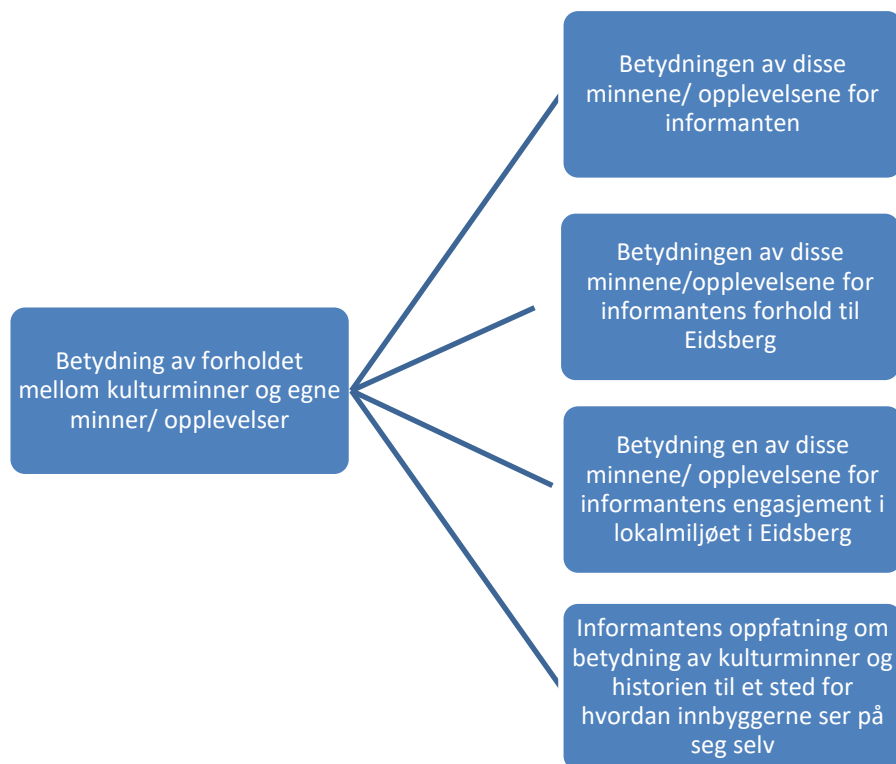 Betydning av forholdet
mellom kulturminner og egne
minner/ opplevelser
Betydningen av disse
minnene/ opplevelsene for
informanten
Betydningen av disse
minnene/opplevelsene for
informantens forhold til
Eidsberg
Betydning en av disse
minnene/ opplevelsene for
informantens engasjement i
lokalmiljøet i Eidsberg
Informantens oppfatning om
betydning av kulturminner og
historien til et sted for
hvordan innbyggerne ser på
seg selv